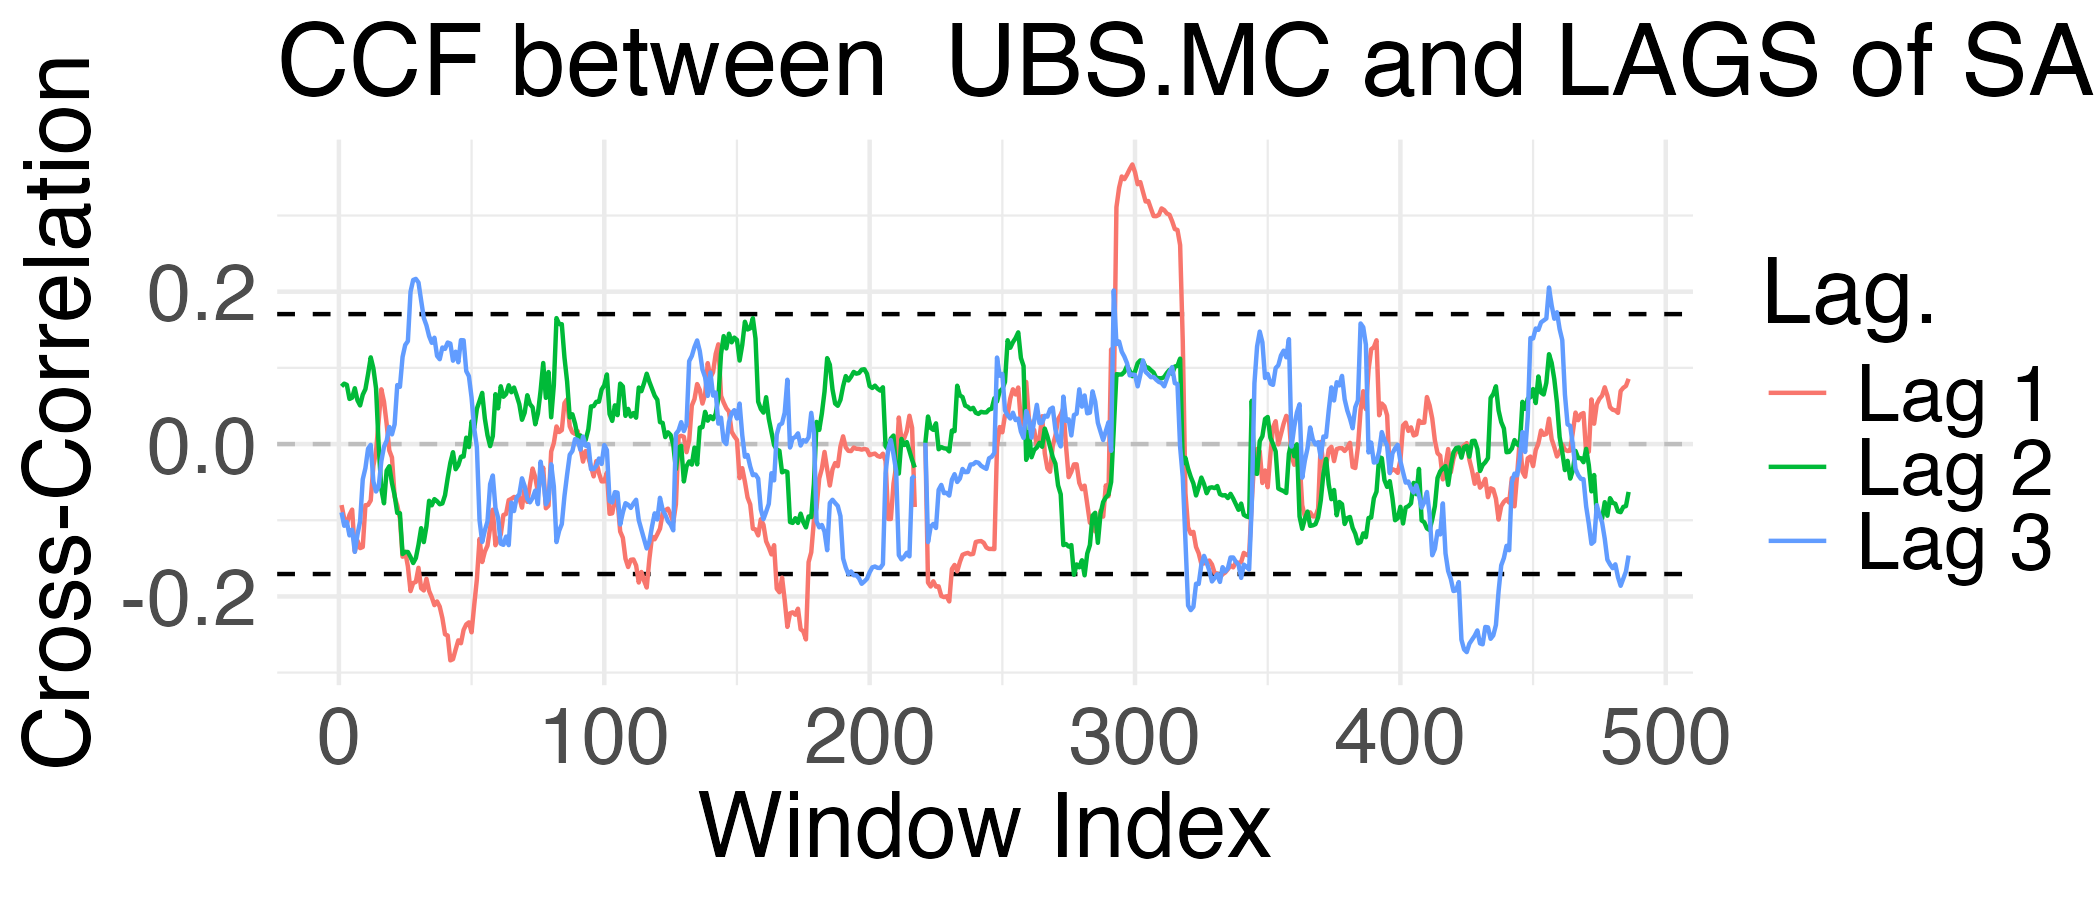 CCF between  UBS.MC and LAGS of SA
Cross-Correlation
0.2
0.0
-0.2
0 100 200 300 400 500
Window Index
Lag.
Lag 1
Lag 2
Lag 3